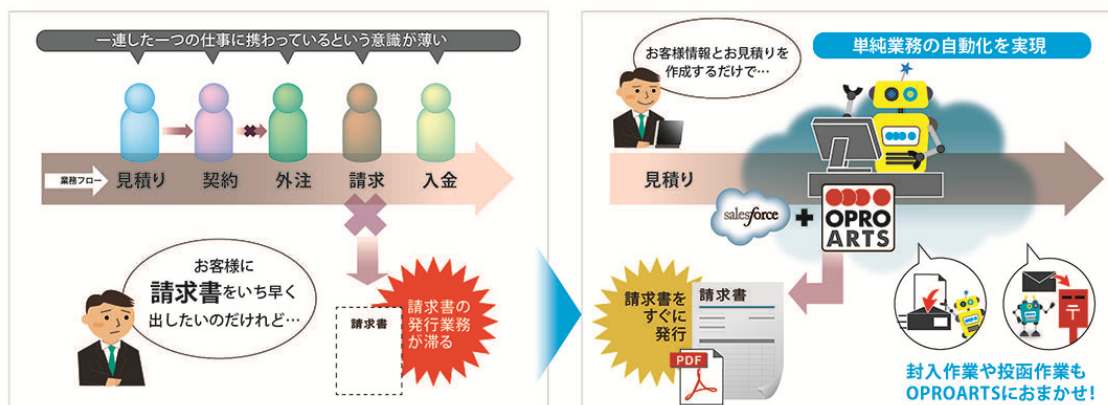 一連した一つの仕事に携わっているという意識が薄い
業務フロー
見積り
契約
外注
請求
入金
お客様に
請求書をいち早く
出したいのだけれど…
請求書
請求書の
発行業務
が滞る
お客様情報とお見積りを
作成するだけで…
単純業務の自動化を実現
見積り
salesforce
+
OPRO
ARTS
請求書を
すぐに
発行
請求書
PDF
〒
封入作業や投函作業も
OPROARTSにおまかせ!